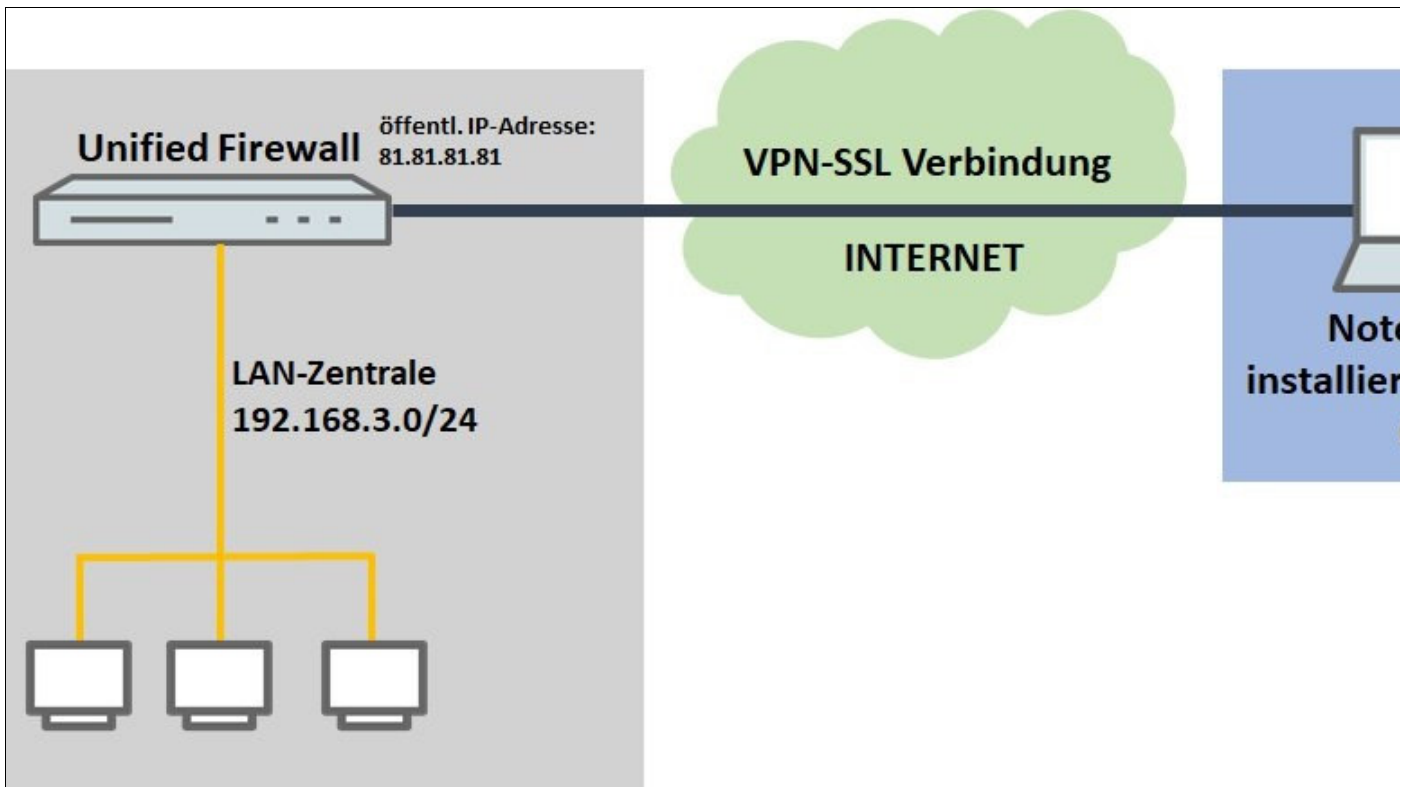 Unified Firewall
öffentl. IP-Adresse:
81.81.81.81
VPN-SSL Verbindung
INTERNET
LAN-Zentrale
192.168.3.0/24